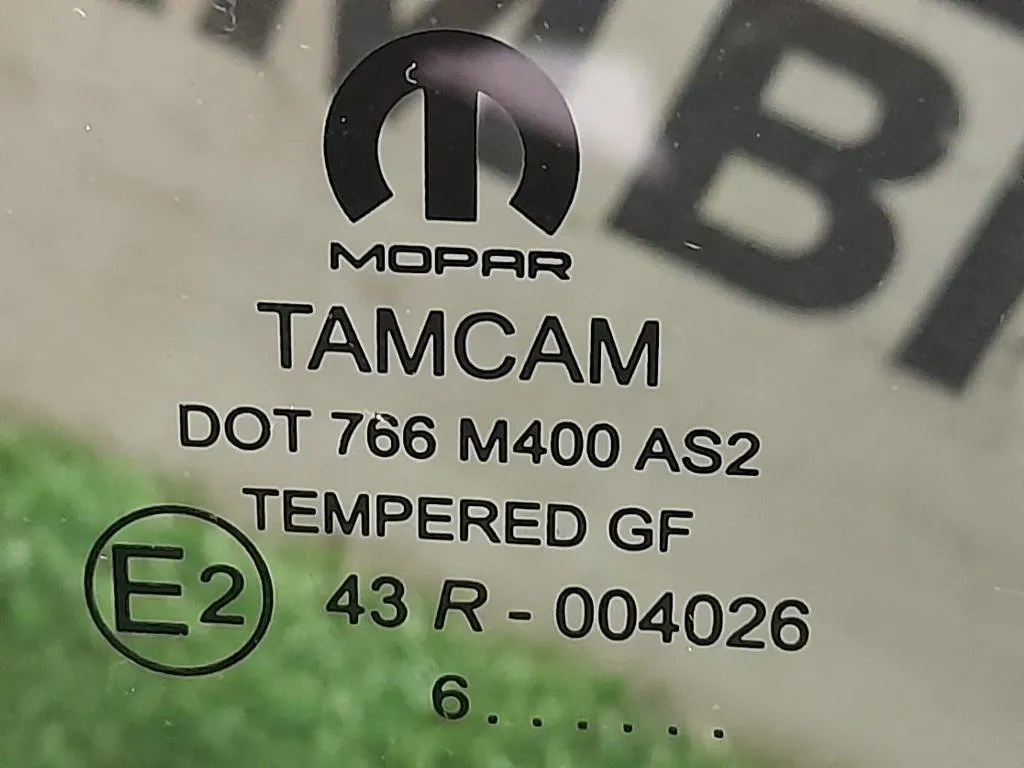 MOPAR
TAMCAM
DOT 766 M400 AS2
TEMPERED GF
E2 43 R - 004026
6......